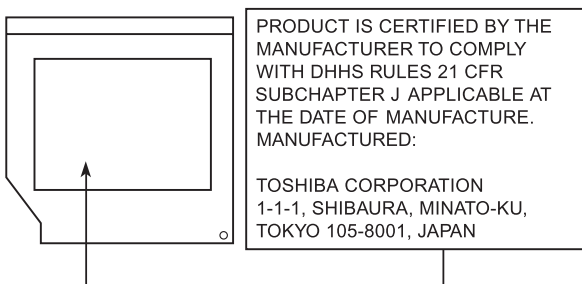 PRODUCT IS CERTIFIED BY THE
MANUFACTURER TO COMPLY
WITH DHHS RULES 21 CFR
SUBCHAPTER J APPLICABLE AT
THE DATE OF MANUFACTURE.
MANUFACTURED:
TOSHIBA CORPORATION
1-1-1, SHIBAURA, MINATO-KU,
TOKYO 105-8001, JAPAN